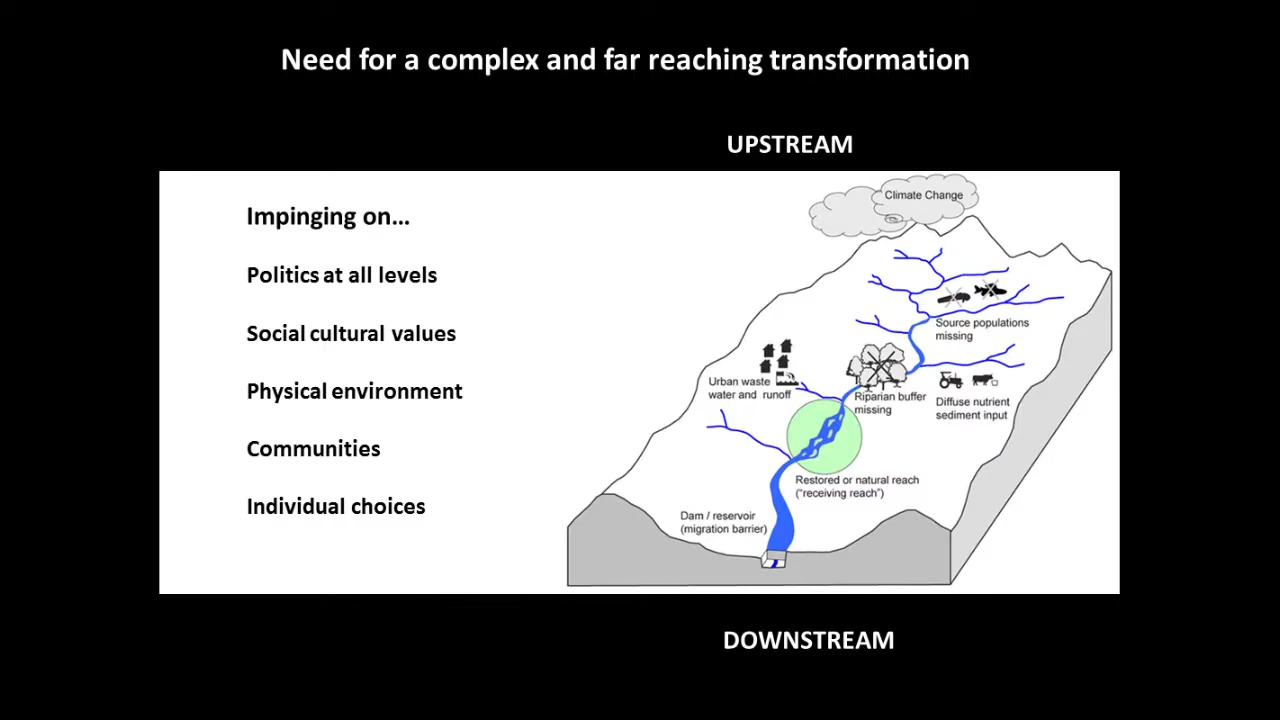 Need for a complex and far reaching transformation
UPSTREAM
Impinging on...
Politics at all levels
Social cultural values
Physical environment
Communities
Individual choices
Climate Change
Source populations
missing
Urban waste
water and runoff
Riparian buffer
missing
Diffuse nutrient
sediment input
Restored or natural reach
("receiving reach")
Dam / reservoir
(migration barrier)
DOWNSTREAM